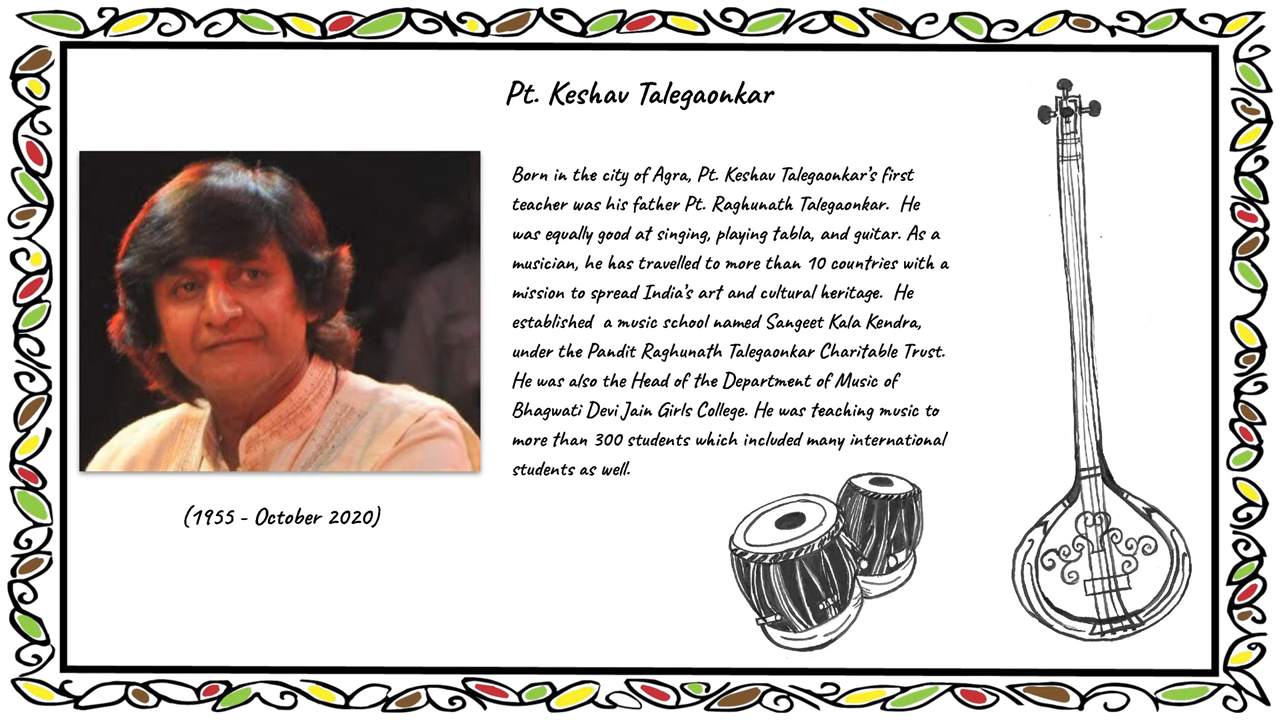 Pt. Keshav Talegaonkar
Born in the city of Agra, Pt. Keshav Talegaonkar's first
teacher was his father Pt. Raghunath Talegaonkar. He
was equally good at singing, playing tabla, and guitar. As a
musician, he has travelled to more than 10 countries with a
mission to spread India's art and cultural heritage. He
established a music school named Sangeet Kala Kendra,
under the Pandit Raghunath Talegaonkar Charitable Trust.
He was also the Head of the Department of Music of
Bhagwati Devi Jain Girls College. He was teaching music to
more than 300 students which included many international
students as well.
(1955 - October 2020)